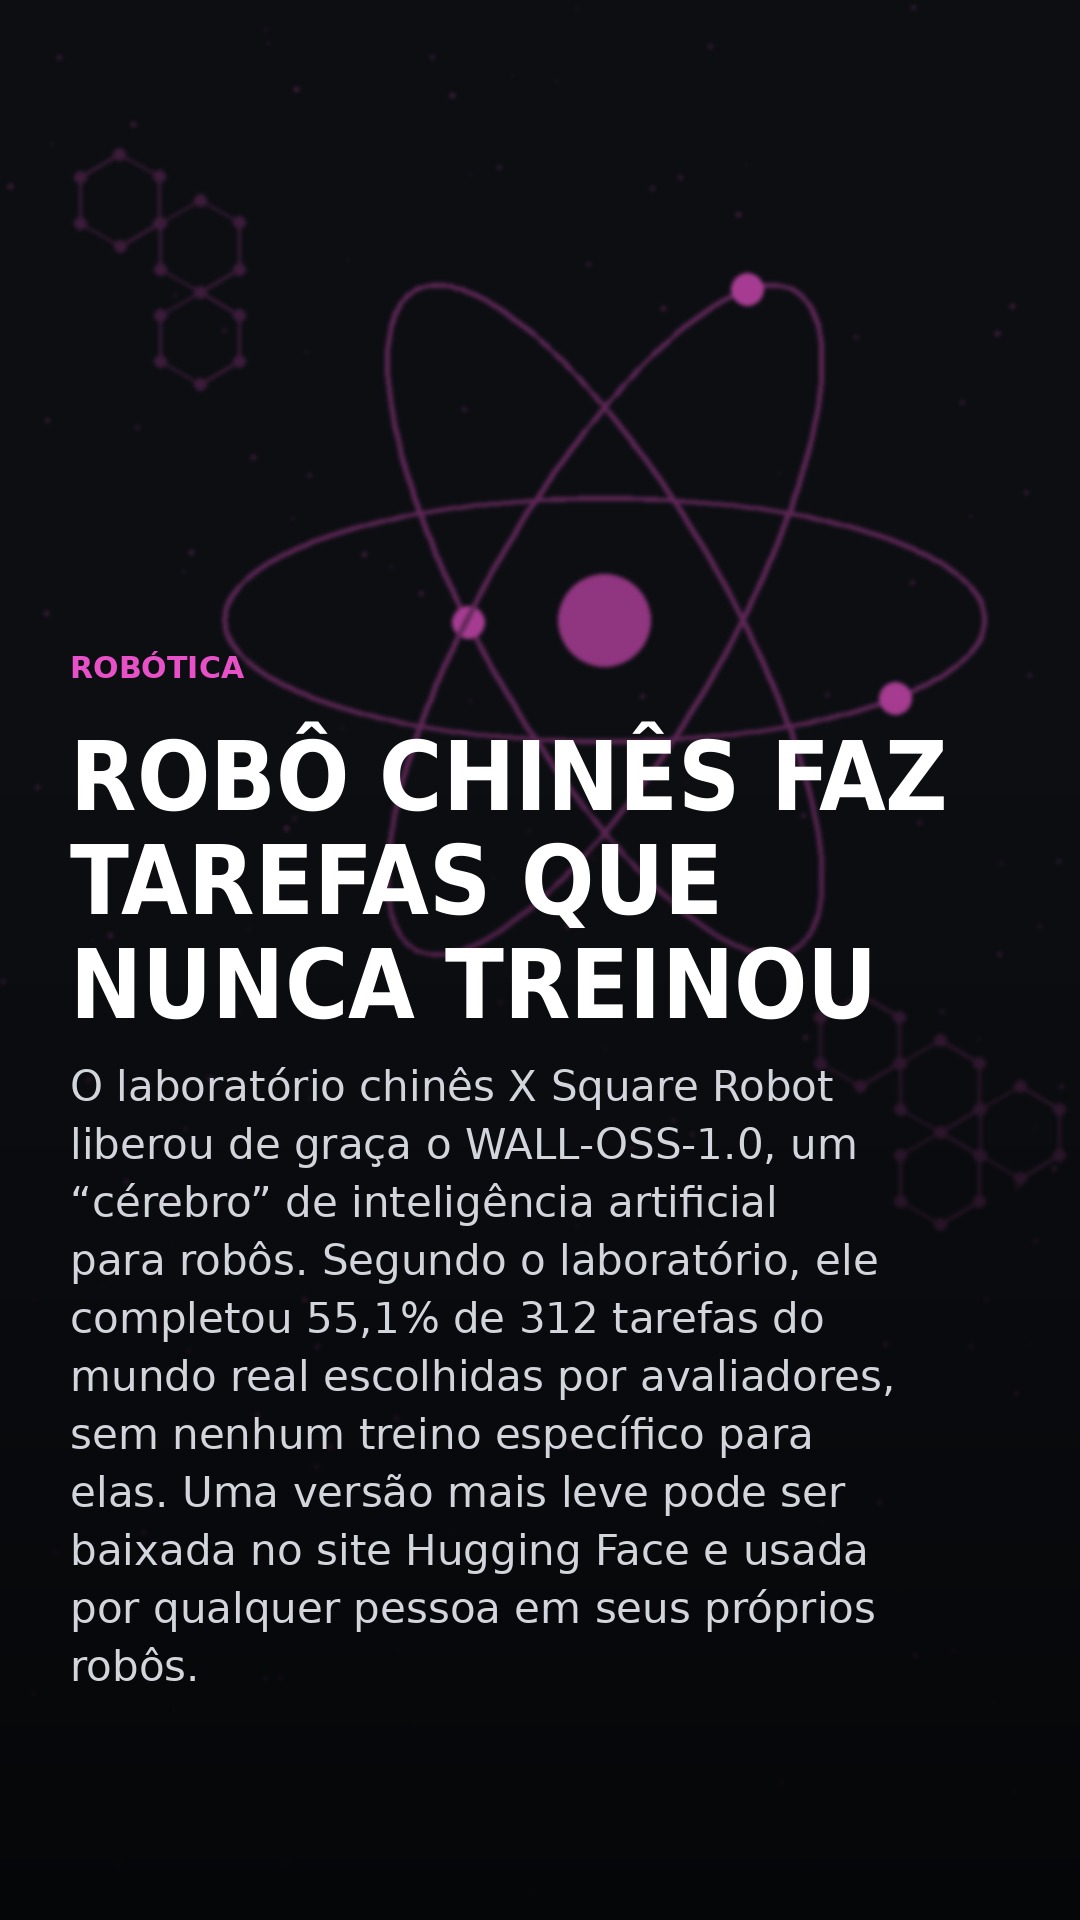 ROBÓTICA
ROBÔ CHINÊS FAZ
TAREFAS QUE
NUNCA TREINOU
O laboratório chinês X Square Robot
liberou de graça o WALL-OSS-1.0, um
“cérebro” de inteligência artificial
para robôs. Segundo o laboratório, ele
completou 55,1% de 312 tarefas do
mundo real escolhidas por avaliadores,
sem nenhum treino específico para
elas. Uma versão mais leve pode ser
baixada no site Hugging Face e usada
por qualquer pessoa em seus próprios
robôs.